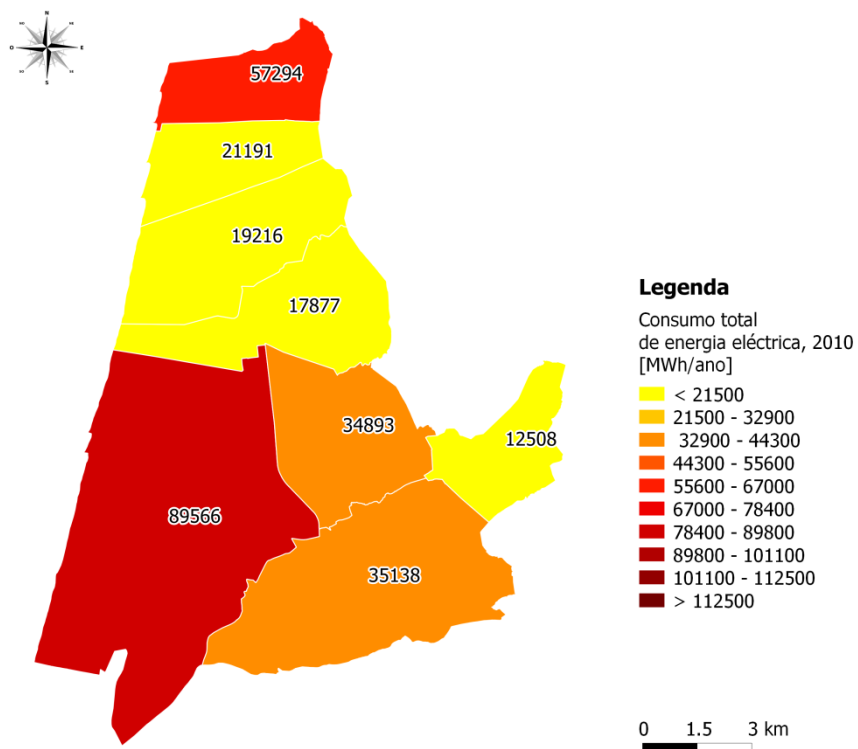 N
O
E
S
57294
21191
19216
17877
34893
12508
89566
35138
Legenda
Consumo total
de energia eléctrica, 2010
[MWh/ano]
< 21500
21500 - 32900
32900 - 44300
44300 - 55600
55600 - 67000
67000 - 78400
78400 - 89800
89800 - 101100
101100 - 112500
> 112500
0 1.5 3 km